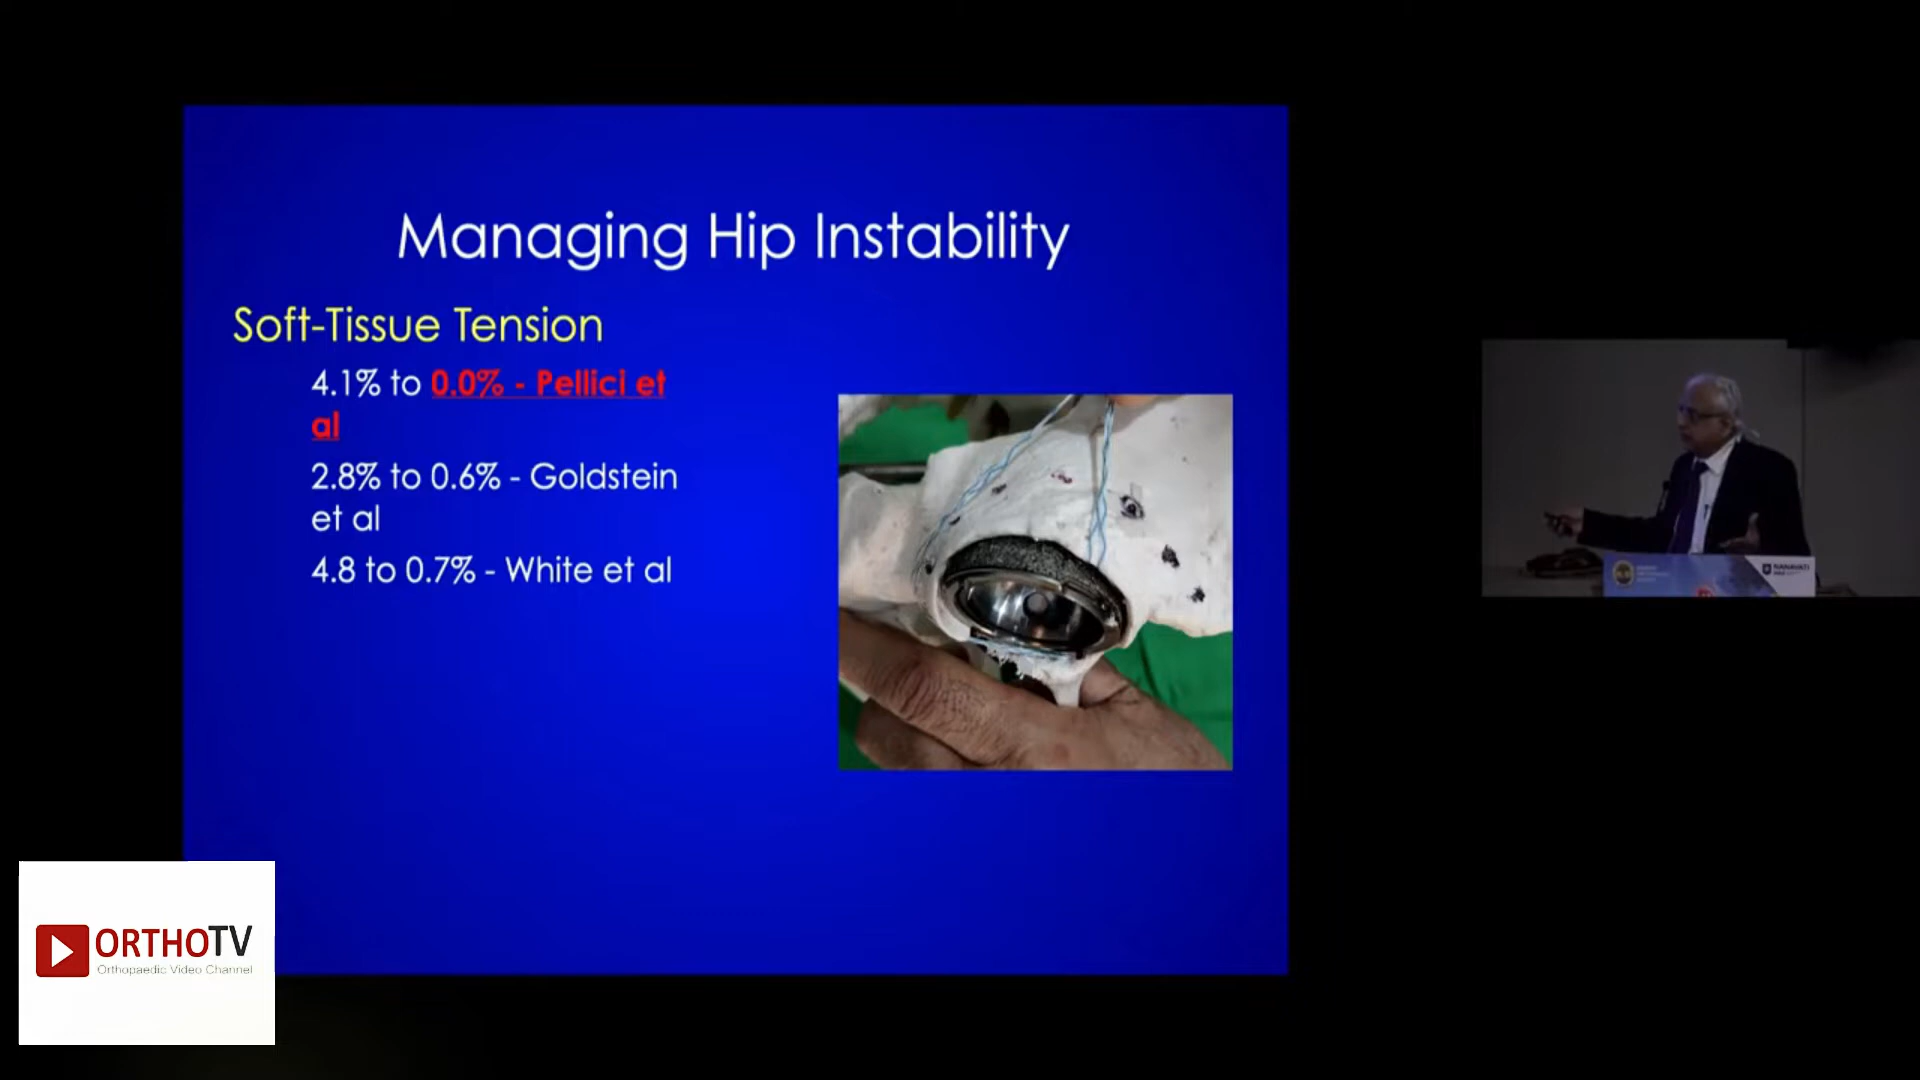 Managing Hip Instability
Soft-Tissue Tension
4.1% to 0.0% - Pellici et
al
2.8% to 0.6% - Goldstein
et al
4.8 to 0.7% - White et al
NANAVATI
ORTHOTV
Orthopaedic Video Channel